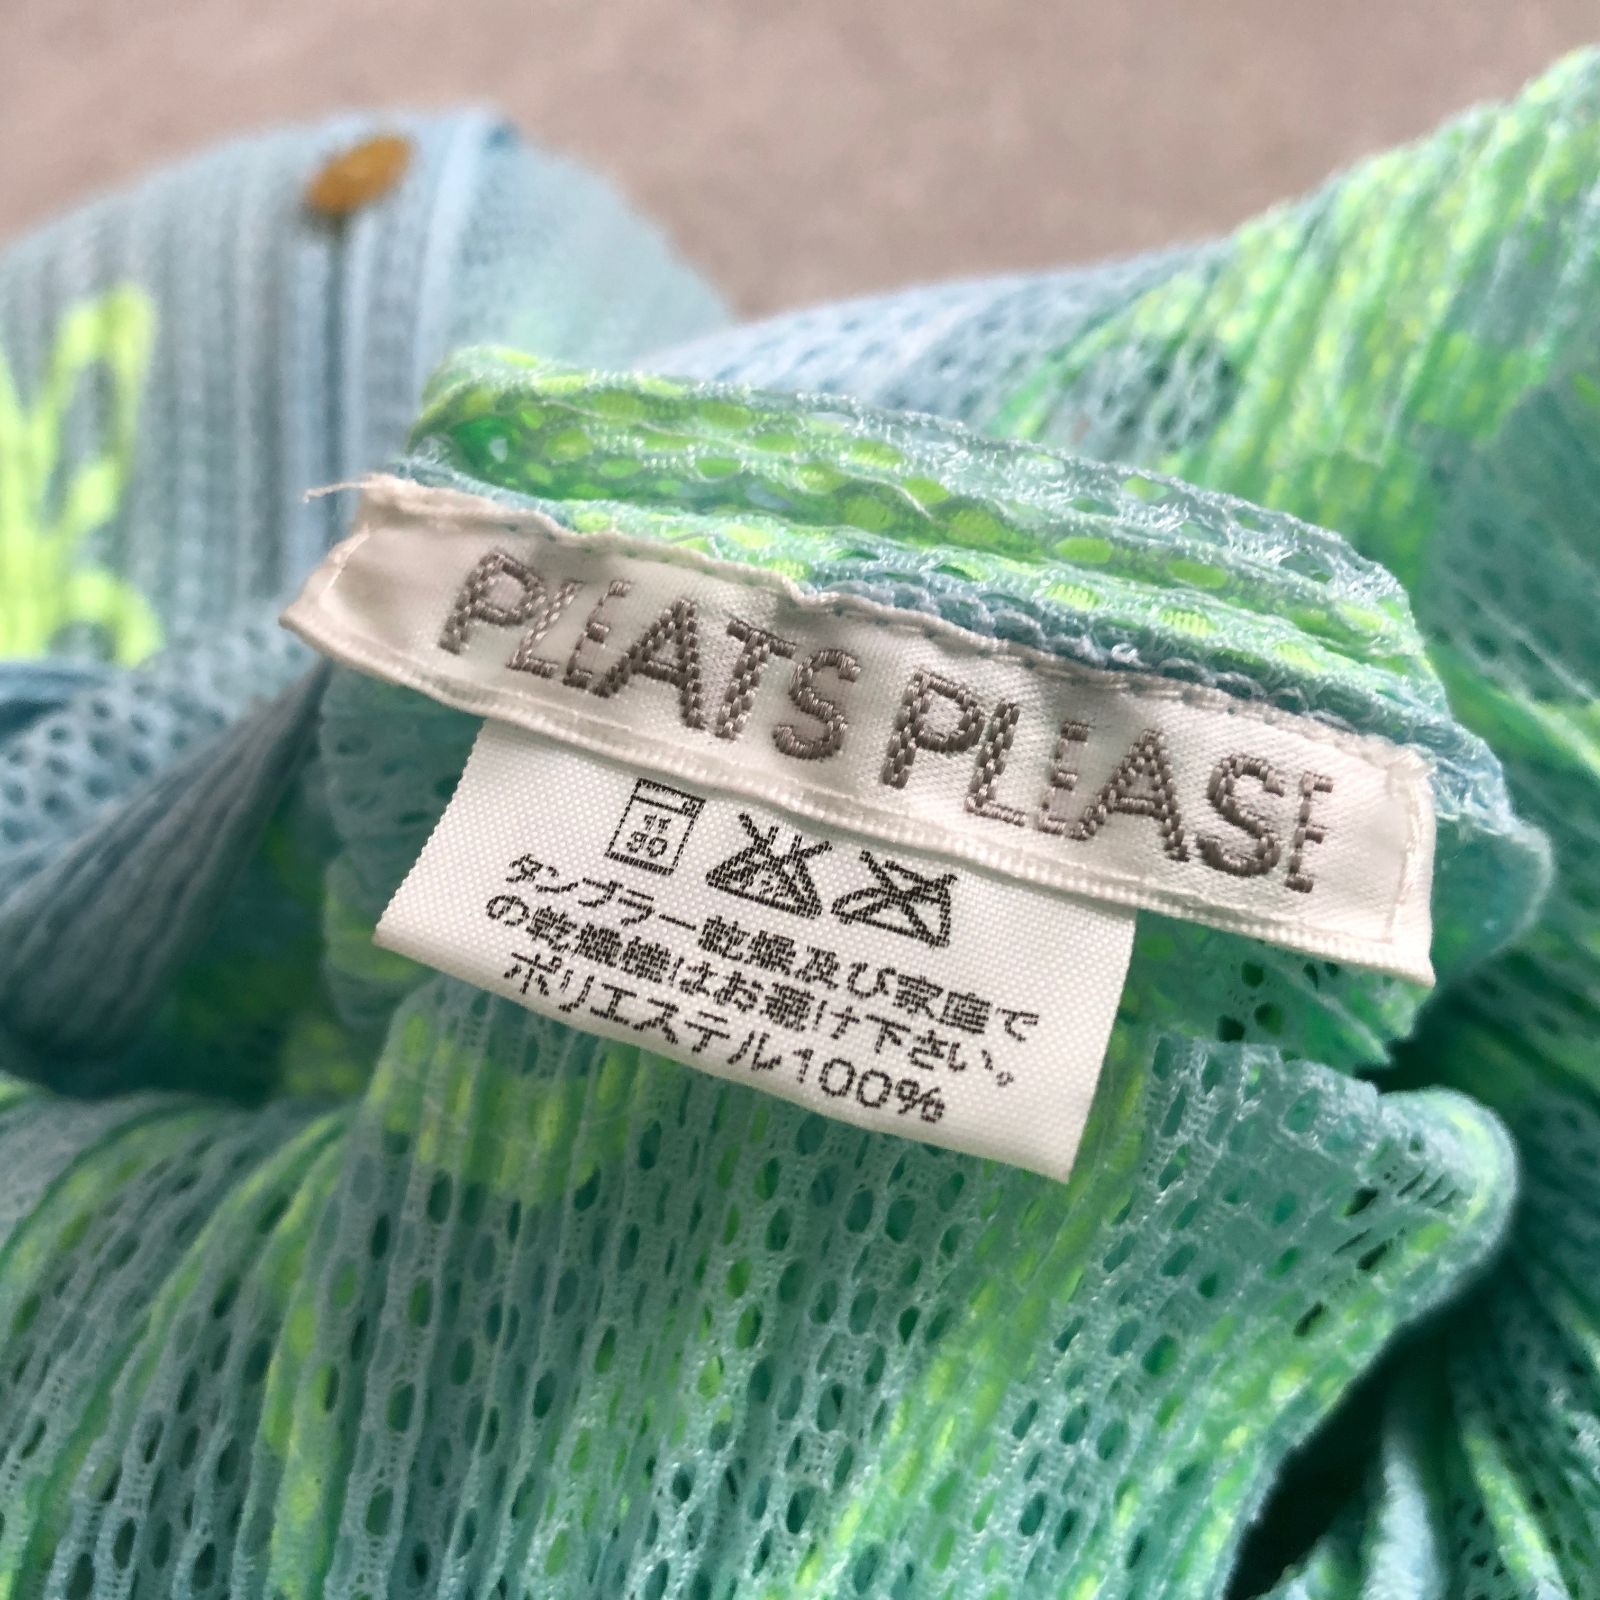 PLEATS PLEASE
タンブラー乾燥及び家庭で
の乾燥機はお避け下さい。
ポリエステル100%